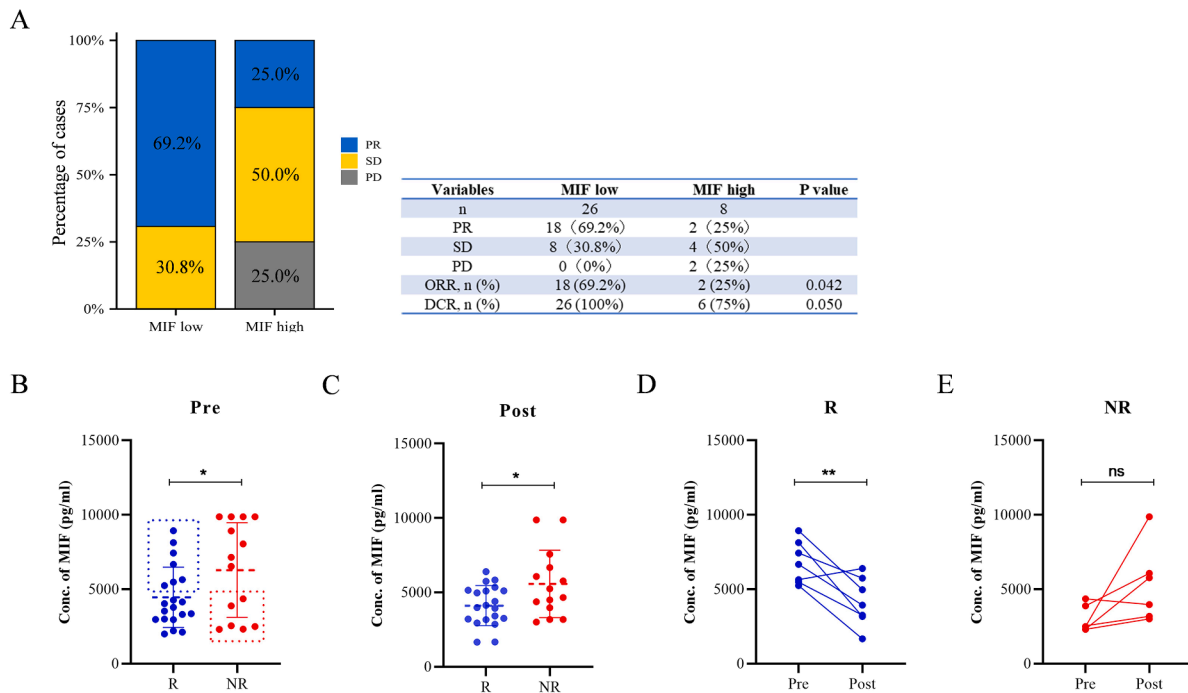 A
100%
75%
50%
25%
0%
Percentage of cases
69.2%
30.8%
25.0%
50.0%
25.0%
MIF low MIF high
PR
SD
PD
Variables MIF low MIF high P value
n 26 8
PR 18（69.2%） 2（25%）
SD 8（30.8%） 4（50%）
PD 0（0%） 2（25%）
ORR, n (%) 18 (69.2%) 2 (25%) 0.042
DCR, n (%) 26 (100%) 6 (75%) 0.050
B
Pre
Conc. of MIF (pg/ml)
15000
10000
5000
0
*
R NR
C
Post
Conc. of MIF (pg/ml)
15000
10000
5000
0
*
R NR
D
R
Conc. of MIF (pg/ml)
15000
10000
5000
0
**
Pre Post
E
NR
Conc. of MIF (pg/ml)
15000
10000
5000
0
ns
Pre Post